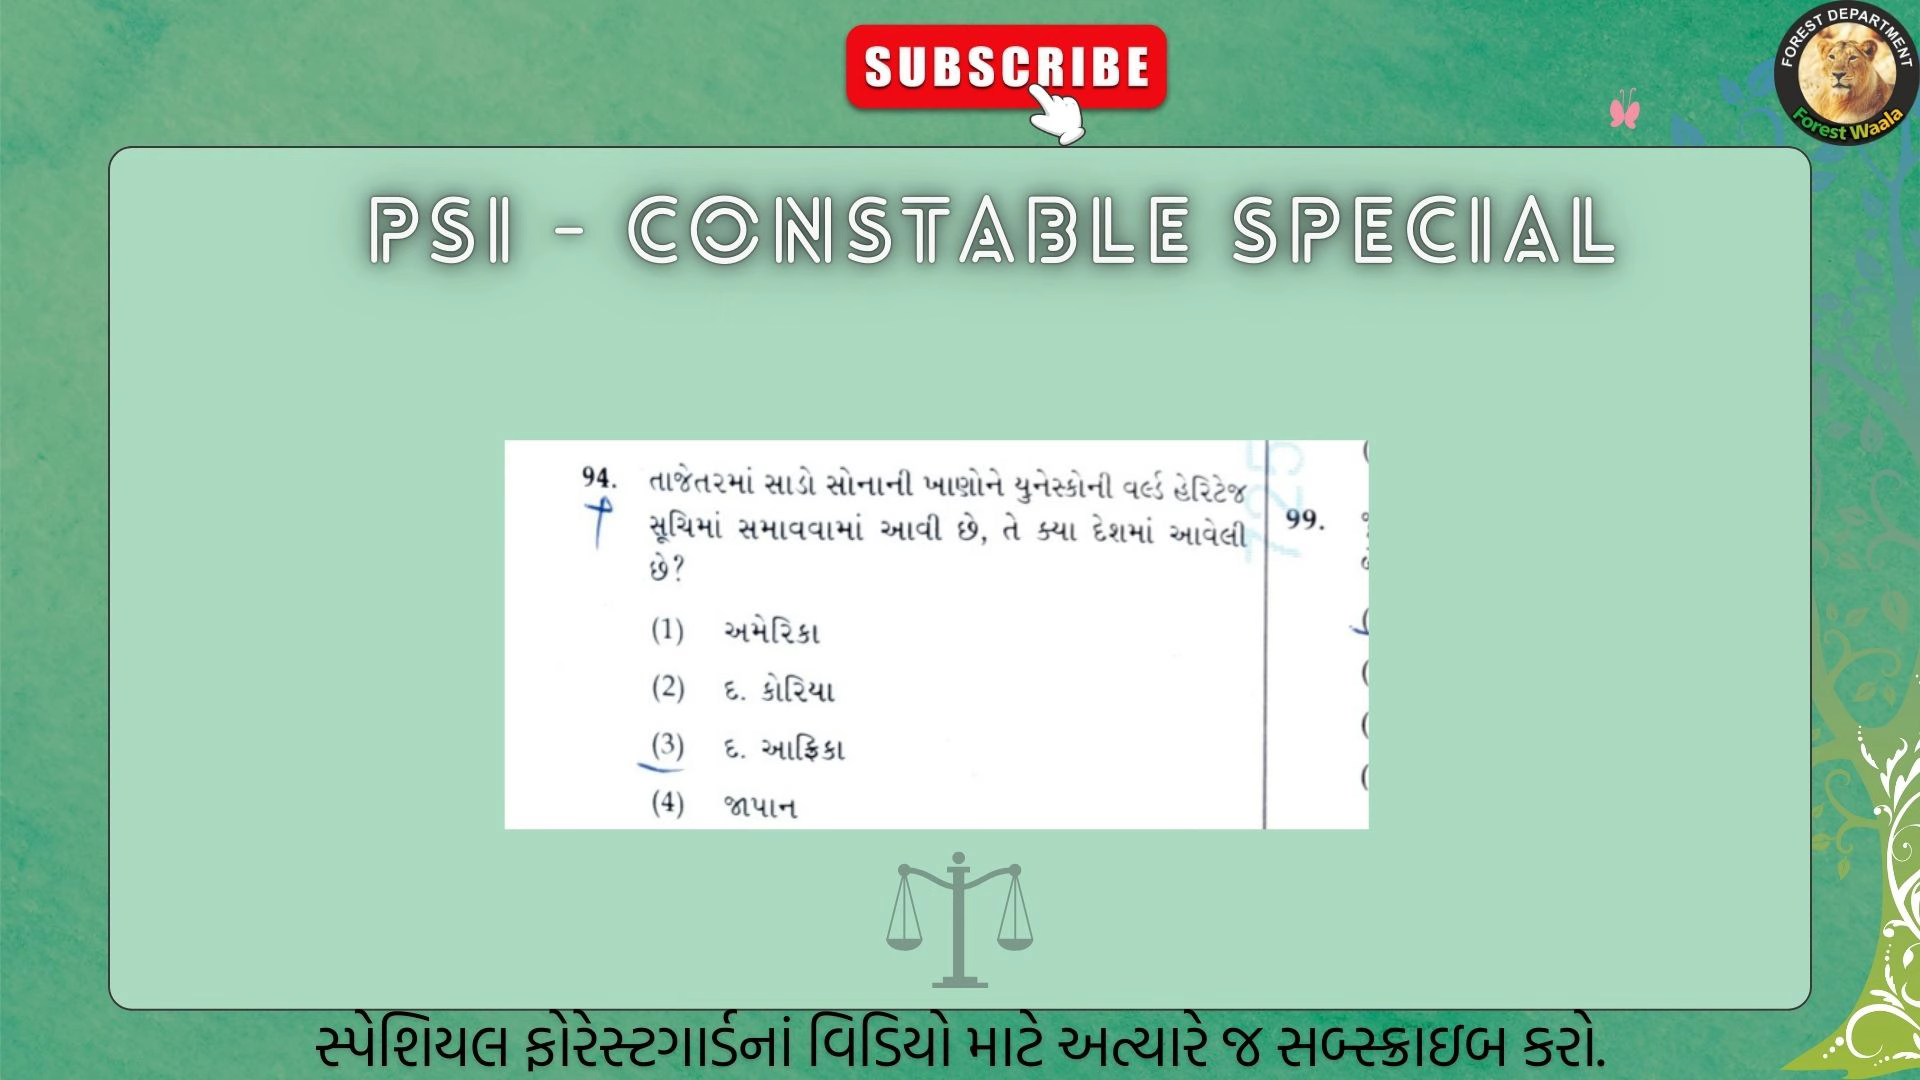 SUBSCRIBE
FOREST DEPARTMENT
Forest Waala
PSI - CONSTABLE SPECIAL
94. તાજેતરમાં સાડો સોનાની ખાણોને યુનેસ્કોની વર્લ્ડ હેરિટેજ
સૂચિમાં સમાવવામાં આવી છે, તે ક્યા દેશમાં આવેલી
છે?
(1) અમેરિકા
(2) દ. કોરિયા
(3) દ. આફ્રિકા
(4) જાપાન
125
99.
સ્પેશિયલ ફોરેસ્ટગાર્ડનાં વિડિયો માટે અત્યારે જ સબ્સ્ક્રાઇબ કરો.